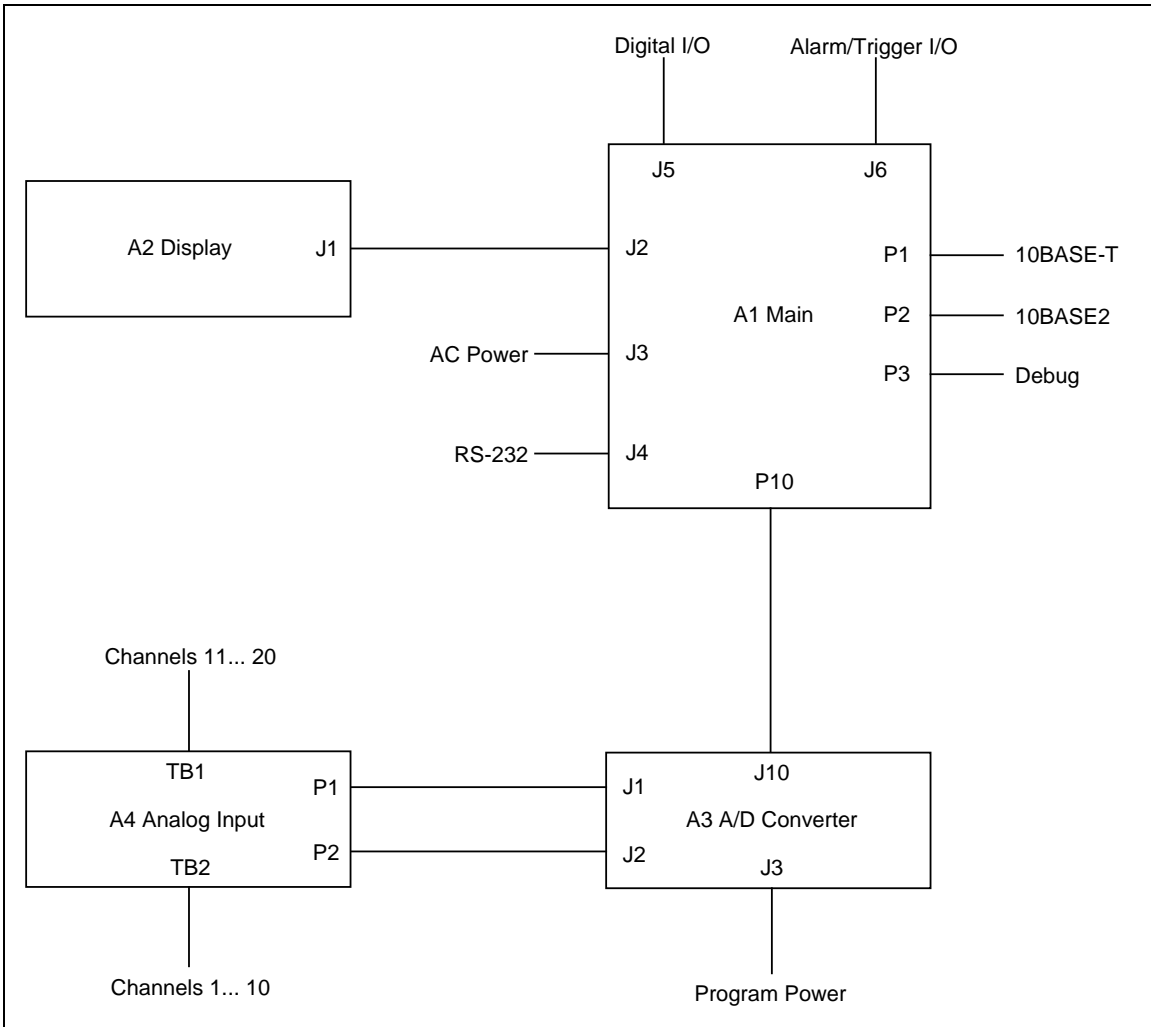 Digital I/O
Alarm/Trigger I/O
J5
J6
A2 Display
J1
J2
P1
10BASE-T
A1 Main
P2
10BASE2
AC Power
J3
P3
Debug
RS-232
J4
P10
Channels 11... 20
TB1
J10
P1
J1
A4 Analog Input
A3 A/D Converter
P2
J2
TB2
J3
Channels 1... 10
Program Power